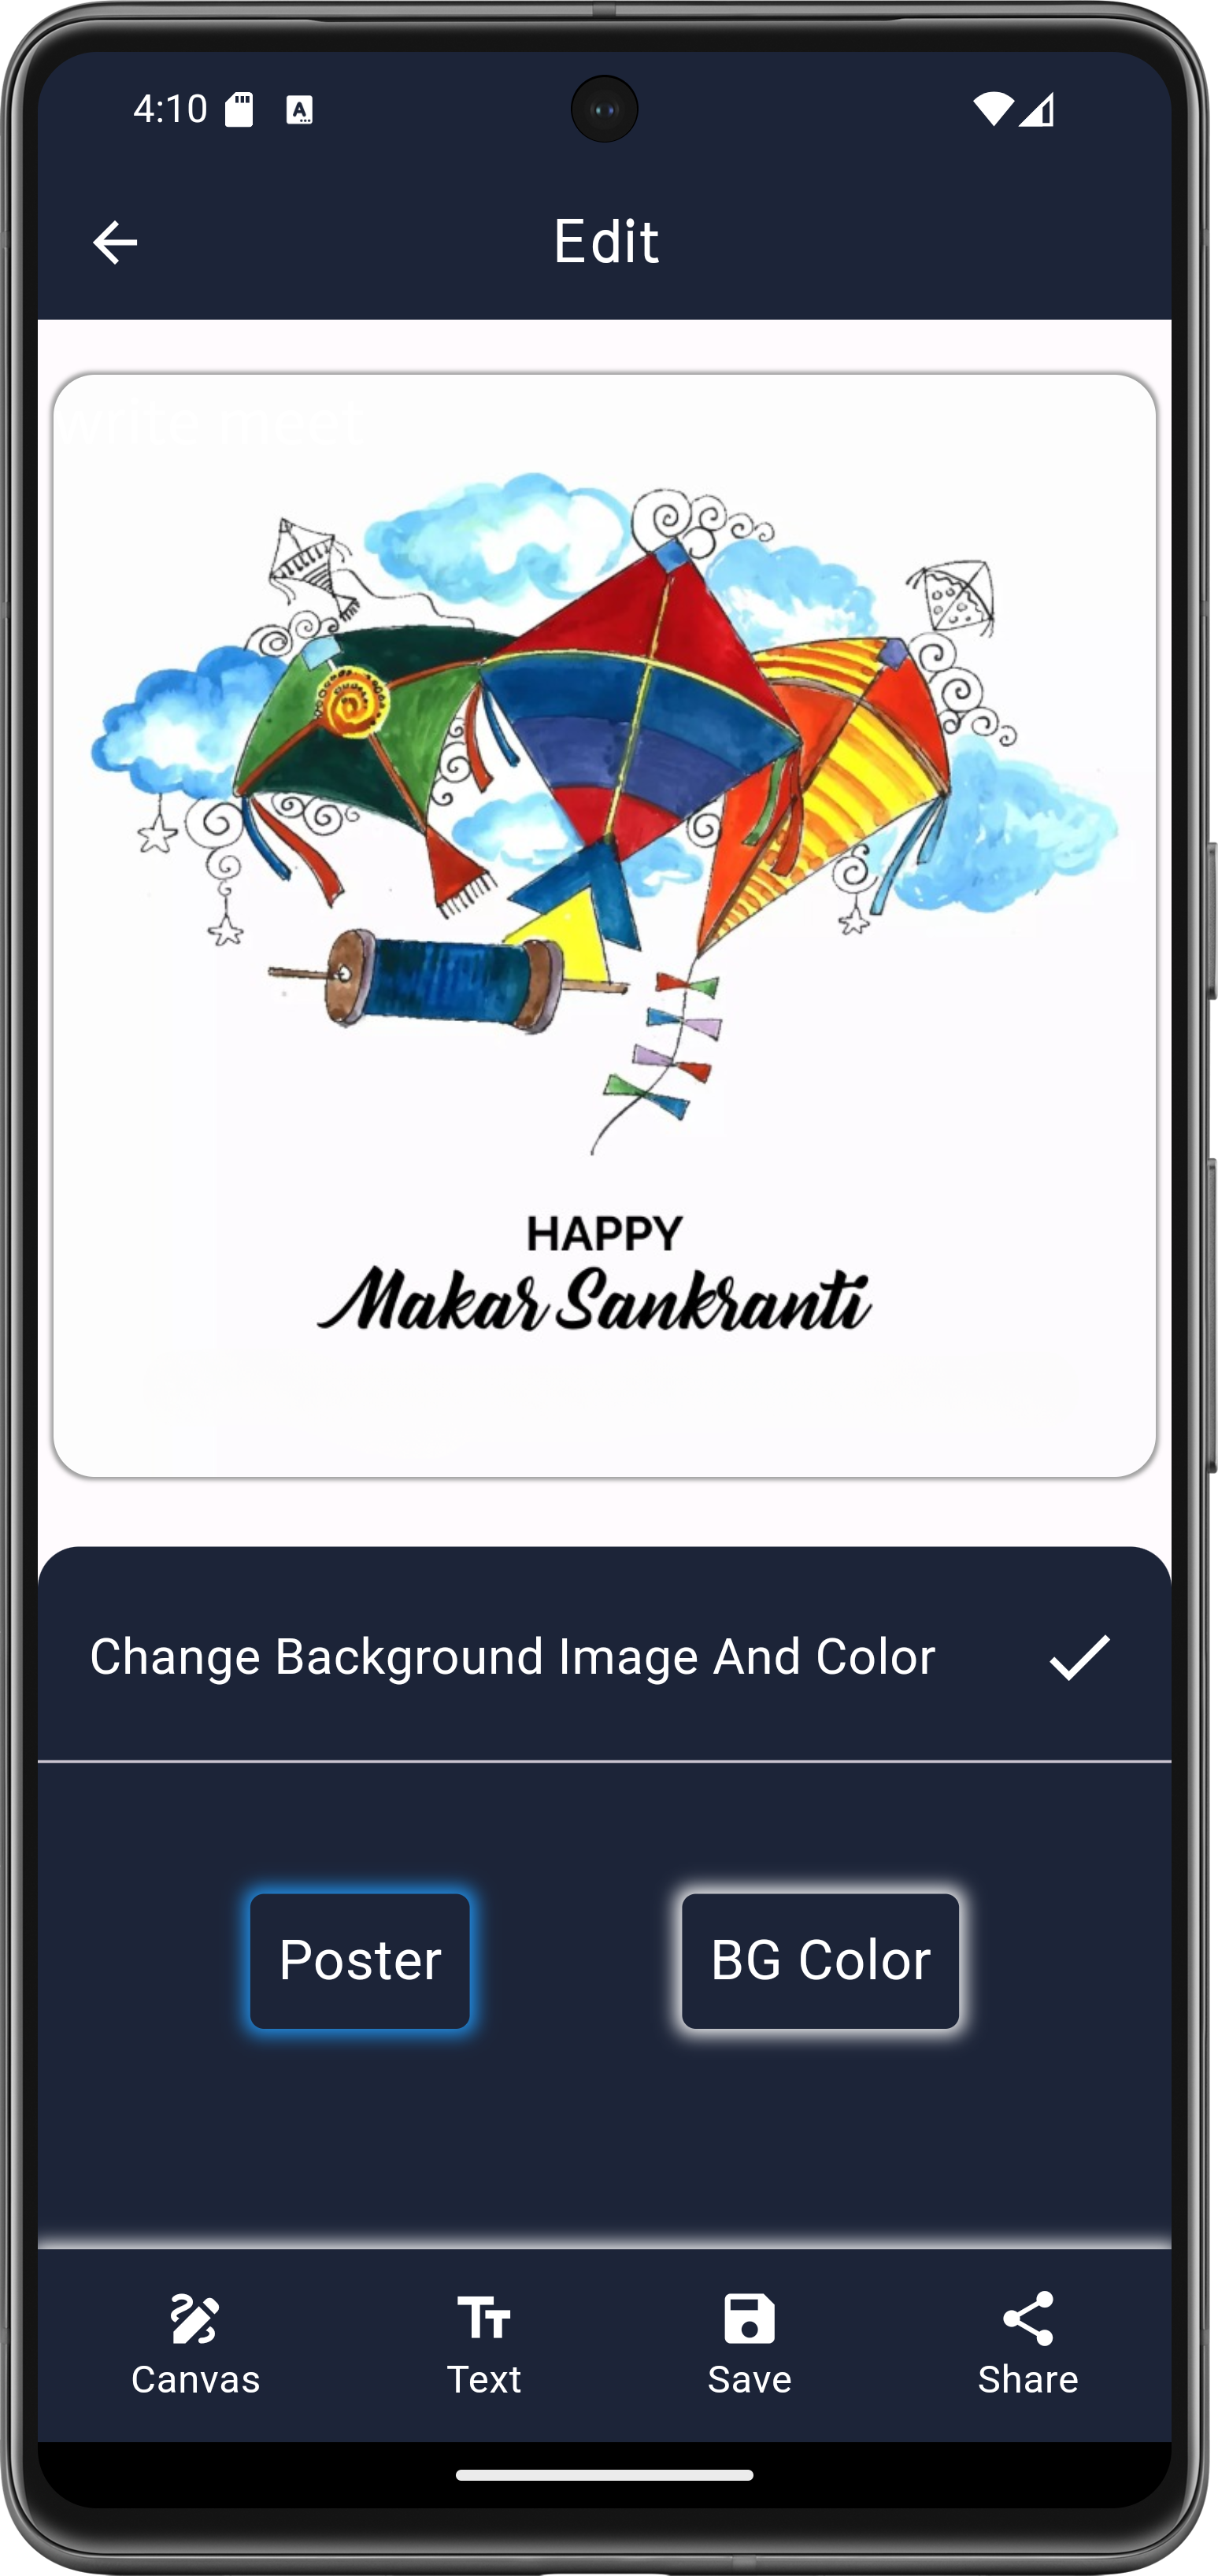 4:10
Edit
write meet
HAPPY
Makar Sankranti
Change Background Image And Color
Poster
BG Color
Canvas
Text
Save
Share